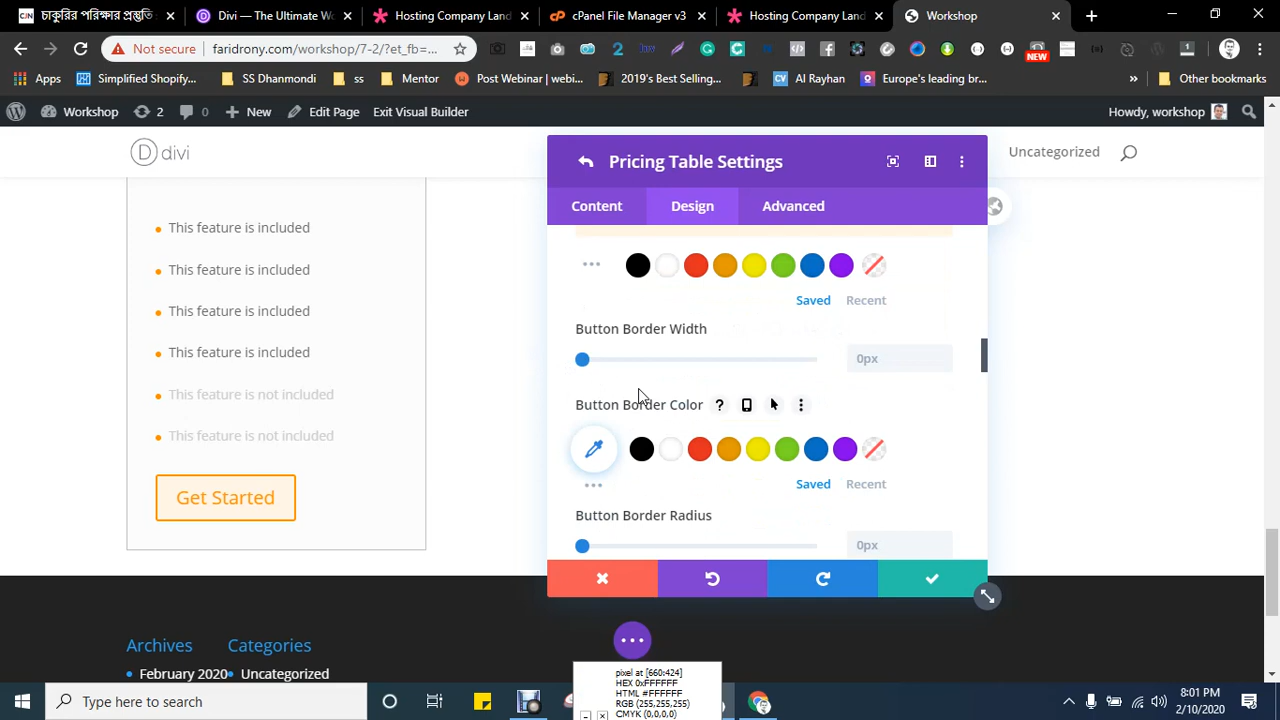 চাকুরির পরিক্ষার প্রস্তুতি
Divi — The Ultimate W
Hosting Company Land
cPanel File Manager v3
Hosting Company Land
Workshop
Not secure
faridrony.com/workshop/7-2/?et_fb=...
NEW
Apps
Simplified Shopify...
SS Dhanmondi
ss
Mentor
Post Webinar | webi...
2019's Best Selling...
Al Rayhan
Europe's leading br...
Other bookmarks
Workshop
2
0
New
Edit Page
Exit Visual Builder
Howdy, workshop
divi
Uncategorized
Pricing Table Settings
Content
Design
Advanced
This feature is included
This feature is included
This feature is included
This feature is included
This feature is not included
This feature is not included
Get Started
Saved
Recent
Button Border Width
0px
Button Border Color
Saved
Recent
Button Border Radius
0px
Archives
Categories
February 2020
Uncategorized
pixel at [660:424]
HEX 0xFFFFFF
HTML #FFFFFF
RGB (255,255,255)
CMYK (0,0,0,0)
Type here to search
8:01 PM
2/10/2020